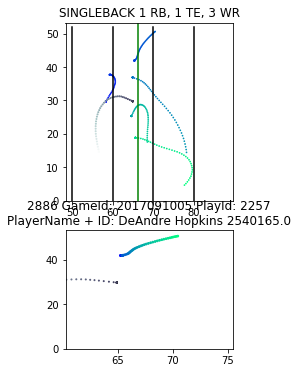 SINGLEBACK 1 RB, 1 TE, 3 WR
50
40
30
20
10
0
50 60 70 80
2886 GameId: 2017091005 PlayId: 2257
PlayerName + ID: DeAndre Hopkins 2540165.0
40
20
0
65 70 75